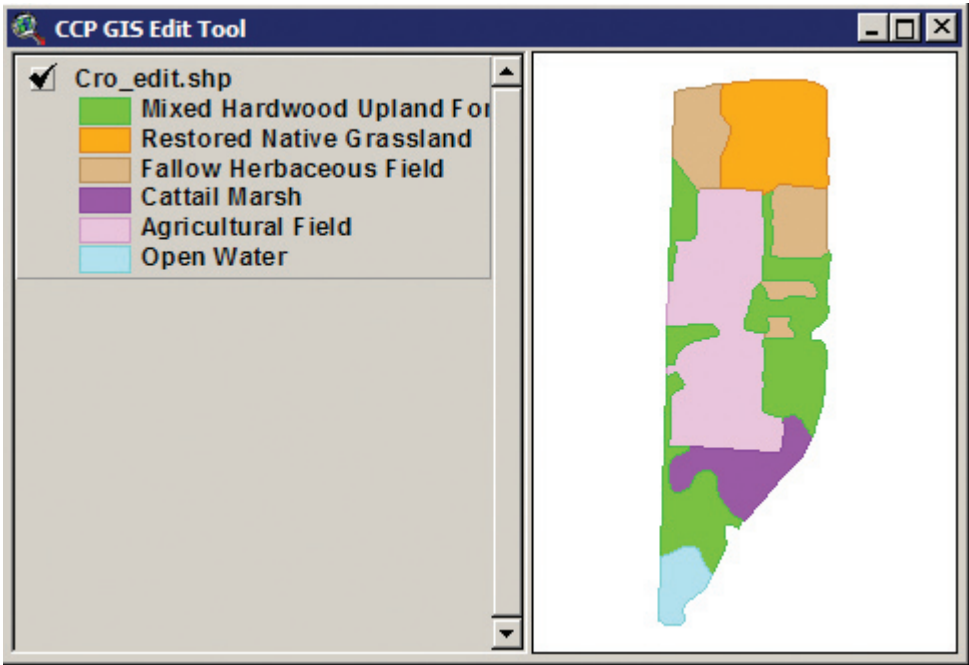 CCP GIS Edit Tool
Cro_edit.shp
Mixed Hardwood Upland For
Restored Native Grassland
Fallow Herbaceous Field
Cattail Marsh
Agricultural Field
Open Water